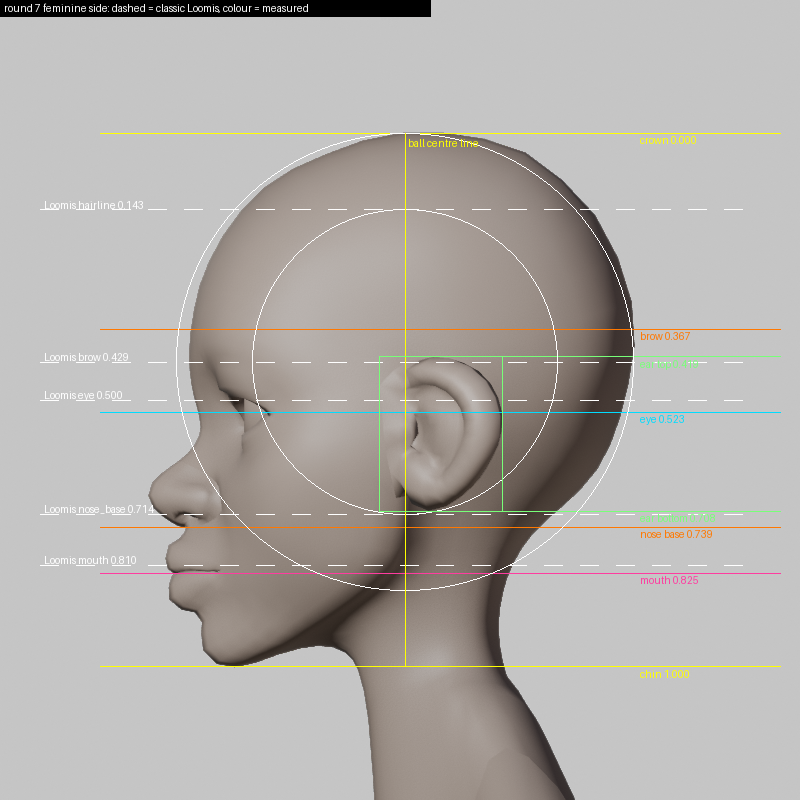 round 7 feminine side: dashed = classic Loomis, colour = measured
crown 0.000
ball centre line
Loomis hairline 0.143
brow 0.367
Loomis brow 0.429
Loomis eye 0.500
eye 0.523
Loomis nose_base 0.714
nose base 0.739
Loomis mouth 0.810
mouth 0.825
chin 1.000